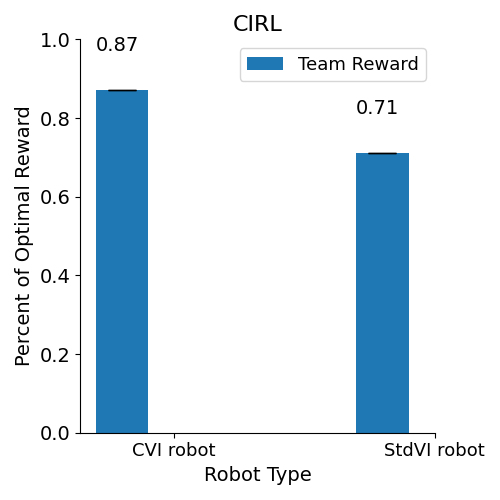 CIRL
Percent of Optimal Reward
1.0
0.8
0.6
0.4
0.2
0.0
0.87
0.71
Team Reward
CVI robot
StdVI robot
Robot Type